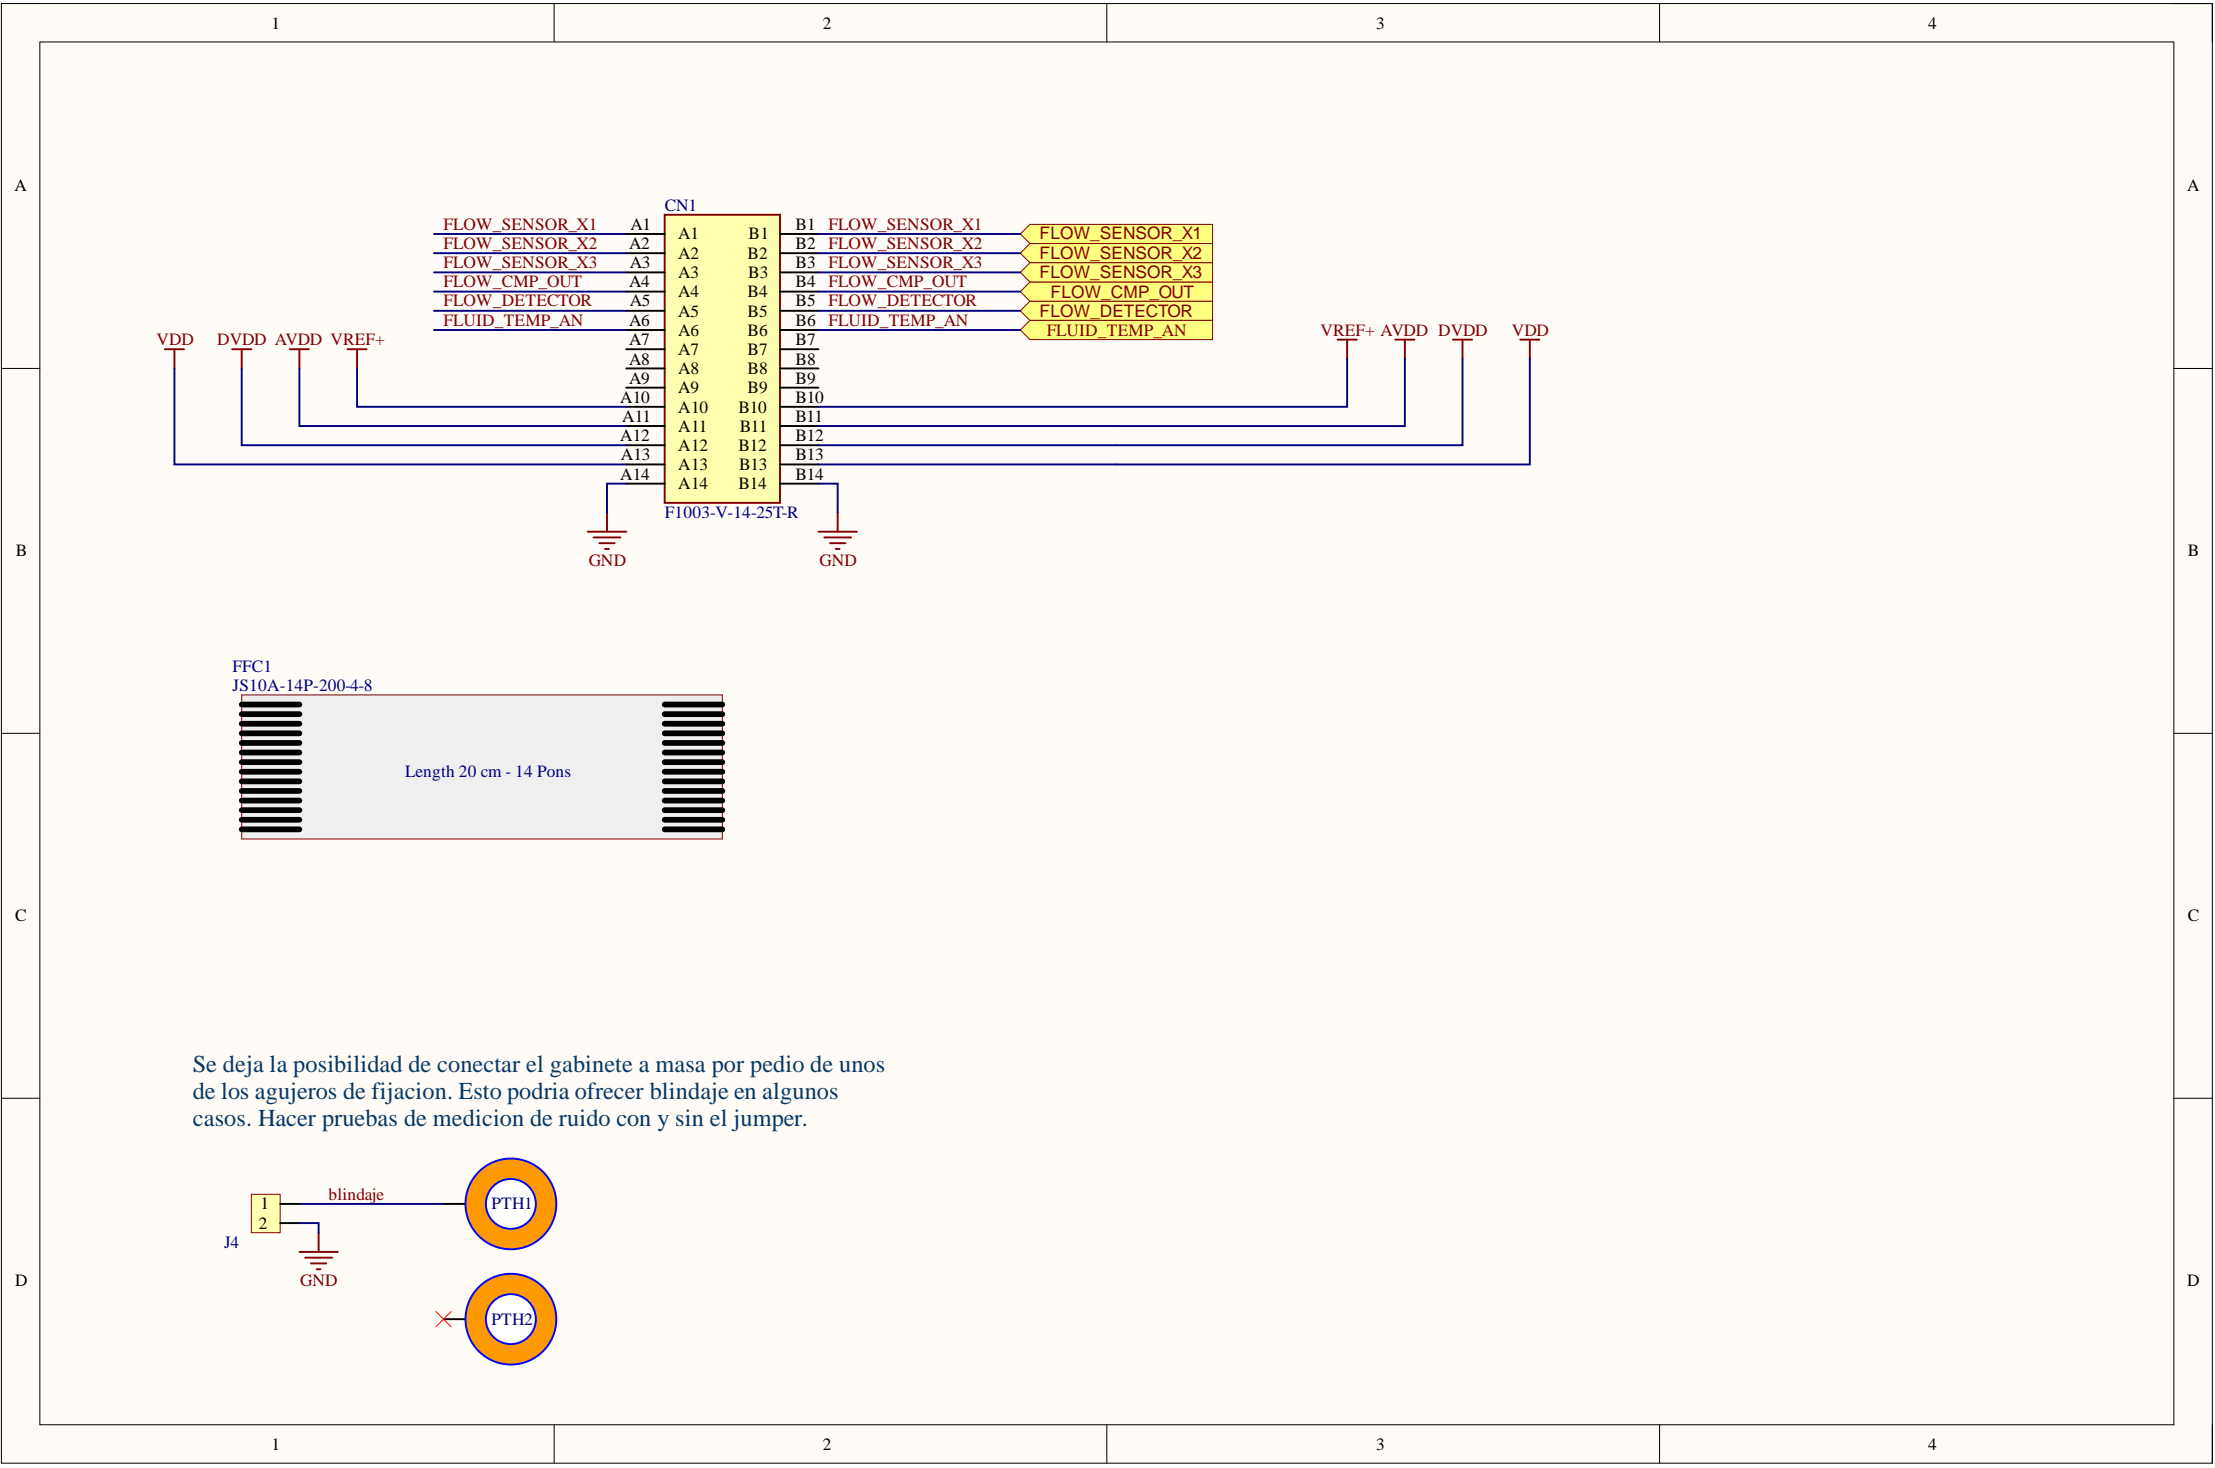 1 2 3 4
A A
CN1
FLOW_SENSOR_X1 A1 A1 B1 B1 FLOW_SENSOR_X1 FLOW_SENSOR_X1
FLOW_SENSOR_X2 A2 A2 B2 B2 FLOW_SENSOR_X2 FLOW_SENSOR_X2
FLOW_SENSOR_X3 A3 A3 B3 B3 FLOW_SENSOR_X3 FLOW_SENSOR_X3
FLOW_CMP_OUT A4 A4 B4 B4 FLOW_CMP_OUT FLOW_CMP_OUT
FLOW_DETECTOR A5 A5 B5 B5 FLOW_DETECTOR FLOW_DETECTOR
FLUID_TEMP_AN A6 A6 B6 B6 FLUID_TEMP_AN FLUID_TEMP_AN
VDD DVDD AVDD VREF+ A7 A7 B7 B7 VREF+ AVDD DVDD VDD
A8 A8 B8 B8
A9 A9 B9 B9
A10 A10 B10 B10
A11 A11 B11 B11
A12 A12 B12 B12
A13 A13 B13 B13
A14 A14 B14 B14
F1003-V-14-25T-R
B B
GND GND
FFC1
JS10A-14P-200-4-8
Length 20 cm - 14 Pons
C C
Se deja la posibilidad de conectar el gabinete a masa por pedio de unos
de los agujeros de fijacion. Esto podria ofrecer blindaje en algunos
casos. Hacer pruebas de medicion de ruido con y sin el jumper.
1 blindaje PTH1
2
J4
GND
D D
PTH2
1 2 3 4